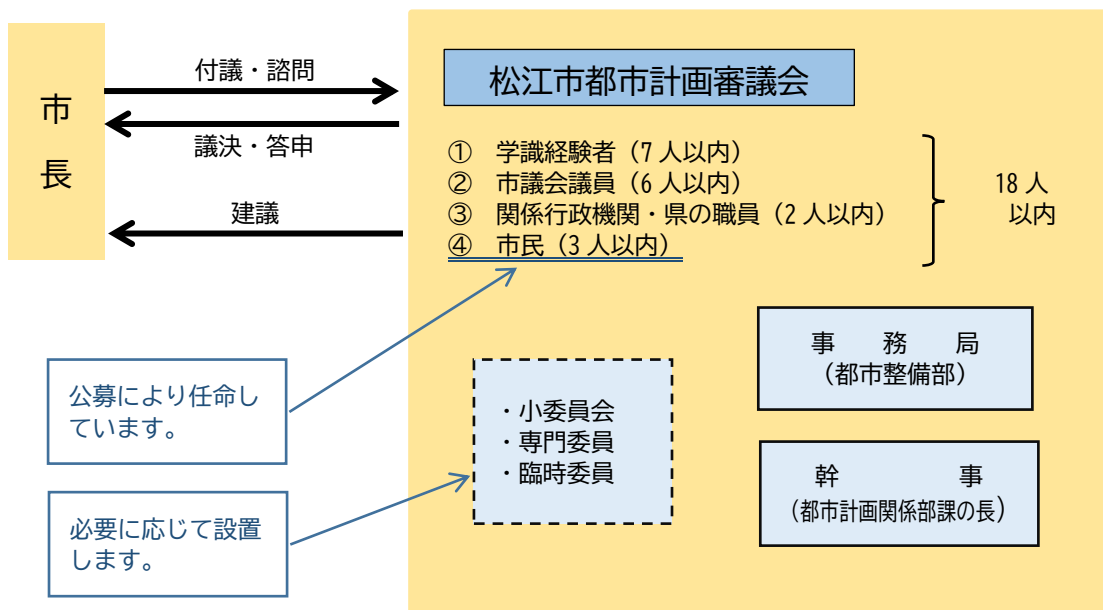 市長
付議・諮問
議決・答申
建議
松江市都市計画審議会
① 学識経験者(7人以内)
② 市議会議員(6人以内)
③ 関係行政機関・県の職員(2人以内)
④ 市民(3人以内)
18人
以内
公募により任命し
ています。
必要に応じて設置
します。
・小委員会
・専門委員
・臨時委員
事 務 局
(都市整備部)
幹 事
(都市計画関係部課の長)